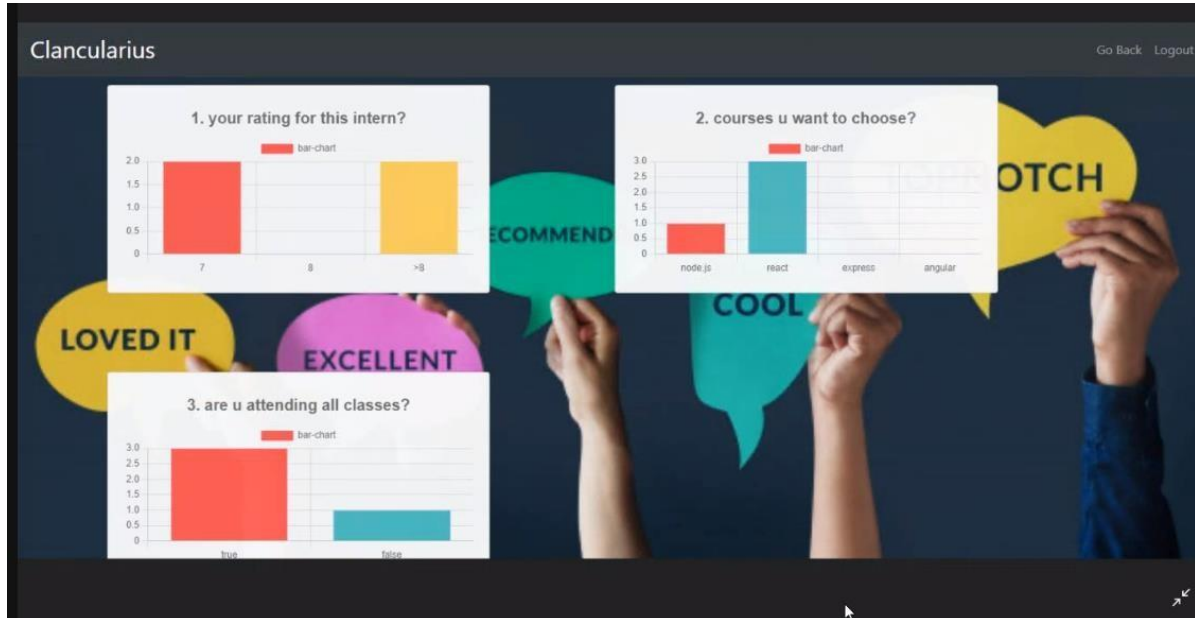 Clancularius
Go Back Logout
1. your rating for this intern?
bar-chart
2.0
1.5
1.0
0.5
0
7 8 >8
2. courses u want to choose?
bar-chart
3.0
2.5
2.0
1.5
1.0
0.5
0
node.js react express angular
TOPNOTCH
ECOMMEND
COOL
LOVED IT
EXCELLENT
3. are u attending all classes?
bar-chart
3.0
2.5
2.0
1.5
1.0
0.5
0
true false